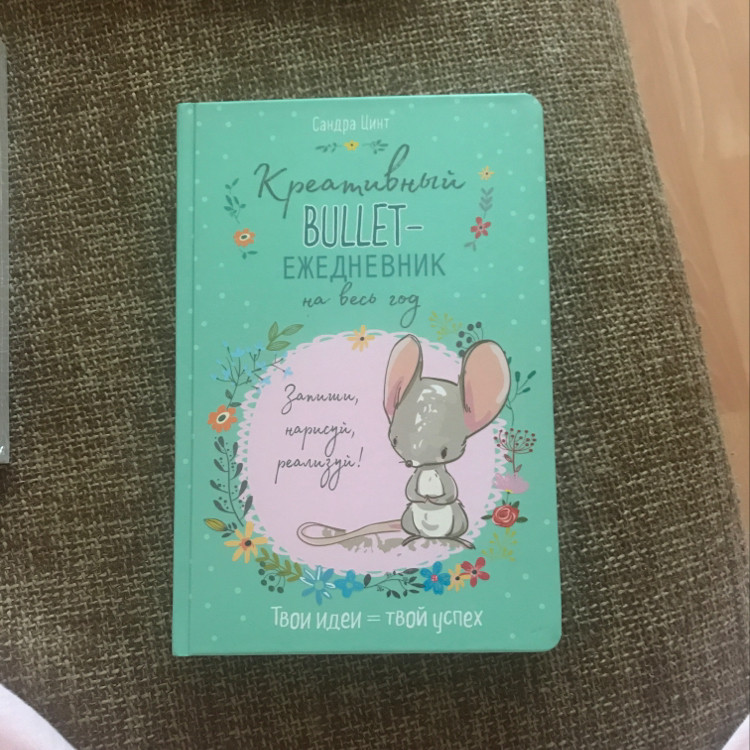 Сандра Цинт
Креативный
BULLET-
ЕЖЕДНЕВНИК
на весь год
Запиши,
нарисуй,
реализуй!
Твои идеи = твой успех